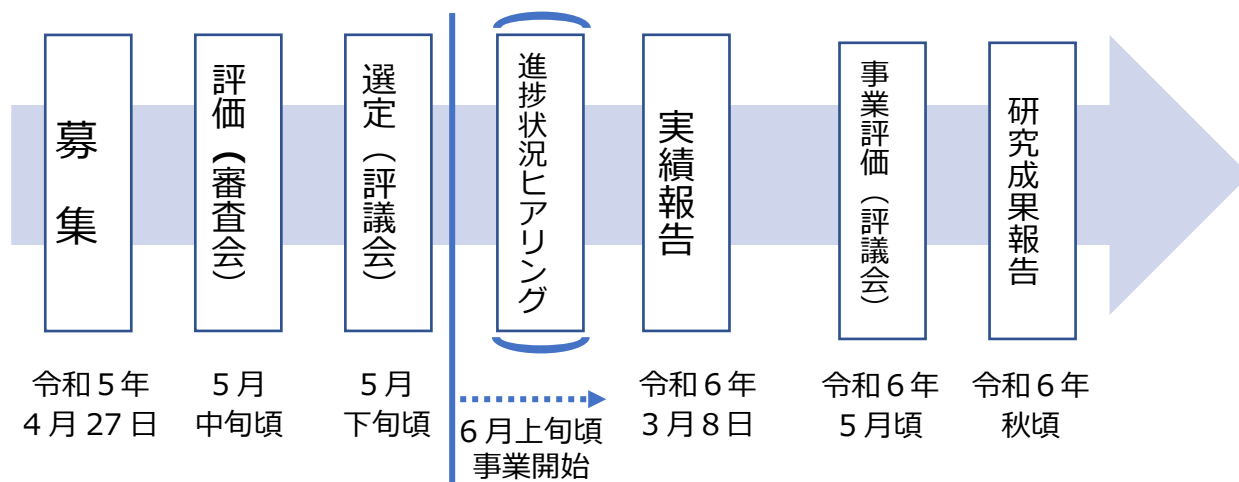 募集
評価（審査会）
選定（評議会）
進捗状況ヒアリング
実績報告
事業評価（評議会）
研究成果報告
令和５年
４月 27 日
５月
中旬頃
５月
下旬頃
６月上旬頃
事業開始
令和６年
３月８日
令和６年
５月頃
令和６年
秋頃